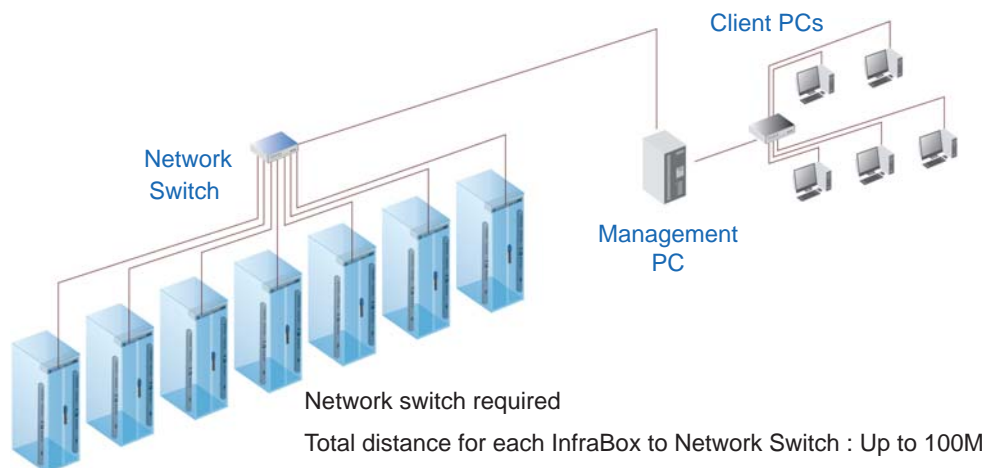 Client PCs
Network
Switch
Management
PC
Network switch required
Total distance for each InfraBox to Network Switch : Up to 100M